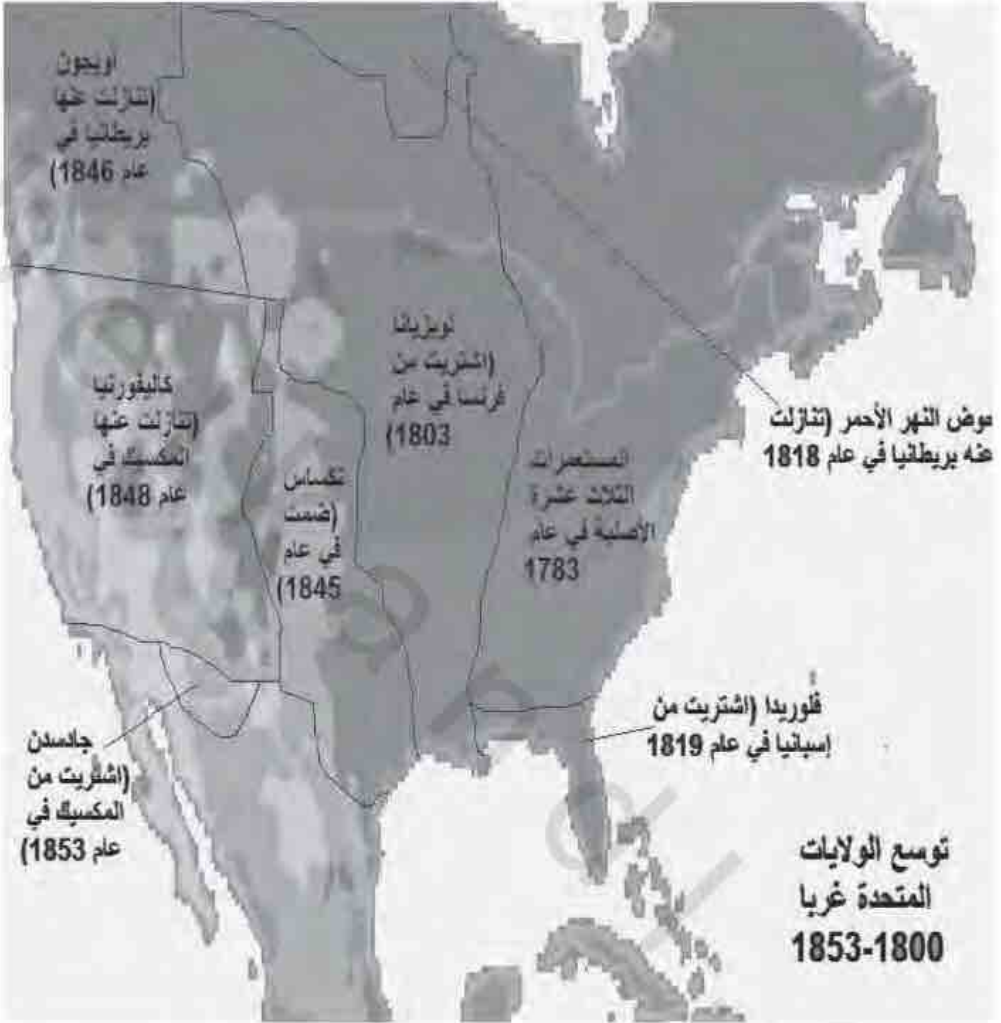 اويجون
(تنازلت عنها
بريطانيا في
عام 1846)
لويزيانا
(اشتريت من
فرنسا في عام
1803)
كاليفورنيا
(تنازلت عنها
المكسيك في
عام 1848)
تكساس
(ضمت
في عام
1845)
المستعمرات
الثلاث عشرة
الأصلية في عام
1783
حوض النهر الأحمر (تنازلت
عنه بريطانيا في عام 1818
فلوريدا (اشتريت من
إسبانيا في عام 1819
جادسدن
(اشتريت من
المكسيك في
عام 1853)
توسع الولايات
المتحدة غربا
1853-1800